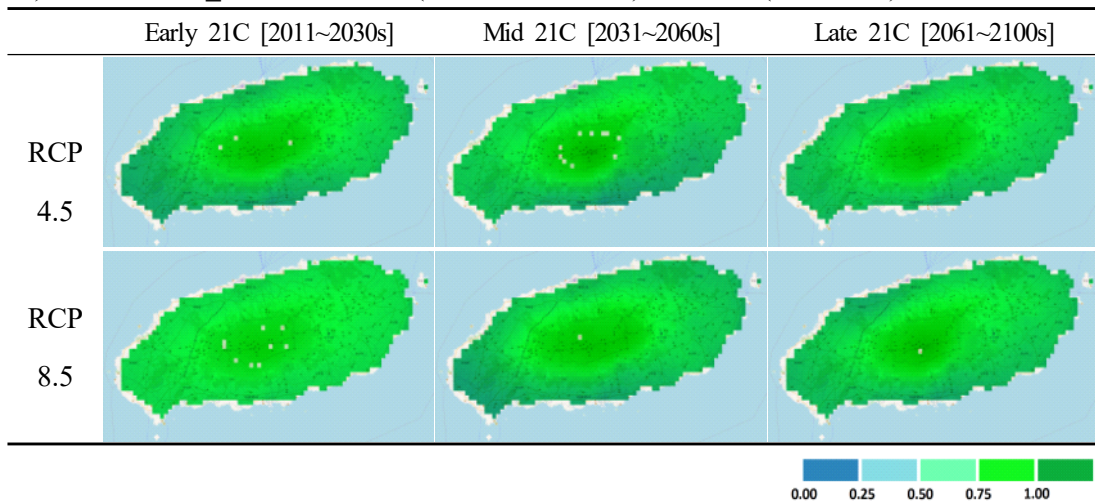 Early 21C [2011~2030s] Mid 21C [2031~2060s] Late 21C [2061~2100s]
RCP
4.5
RCP
8.5
0.00 0.25 0.50 0.75 1.00